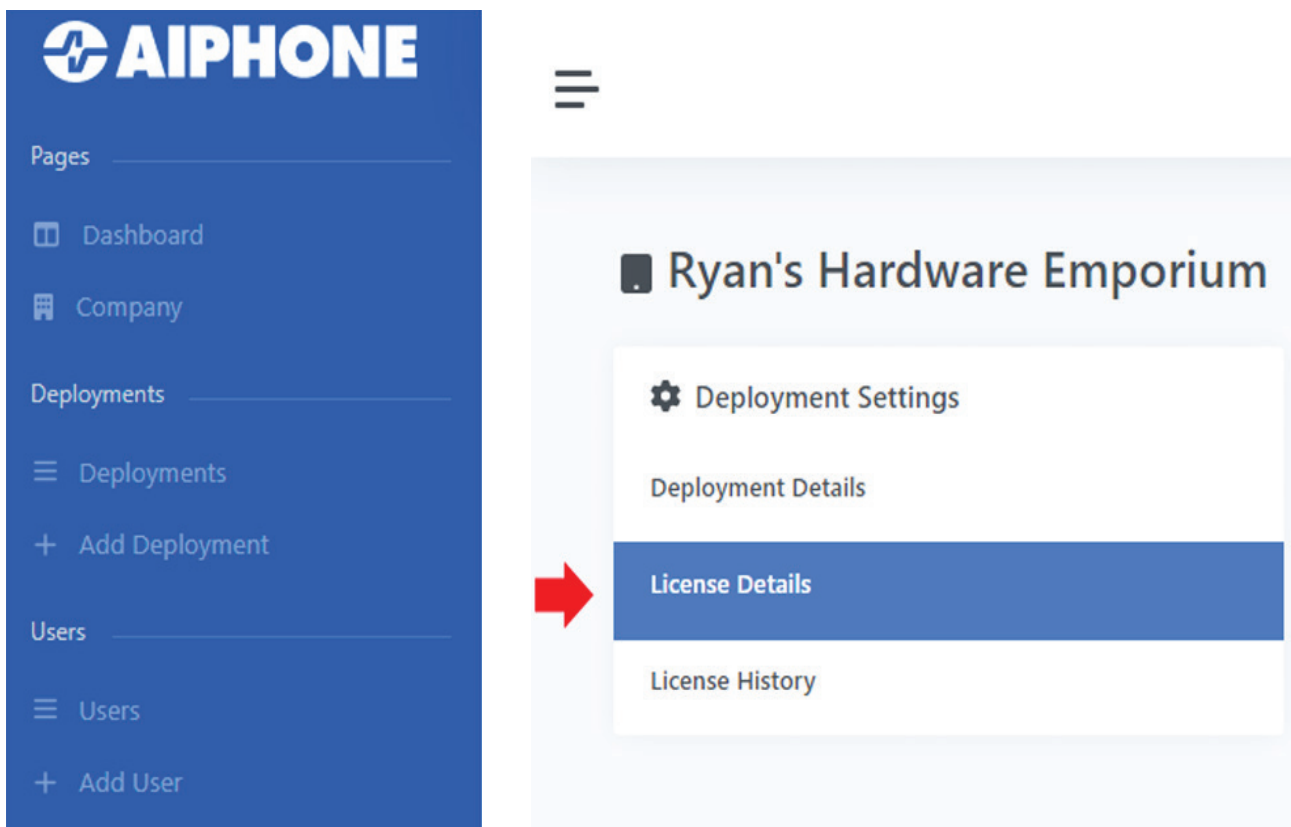 AIPHONE
Pages
Dashboard
Company
Deployments
Deployments
Add Deployment
Users
Users
Add User
Ryan's Hardware Emporium
Deployment Settings
Deployment Details
License Details
License History